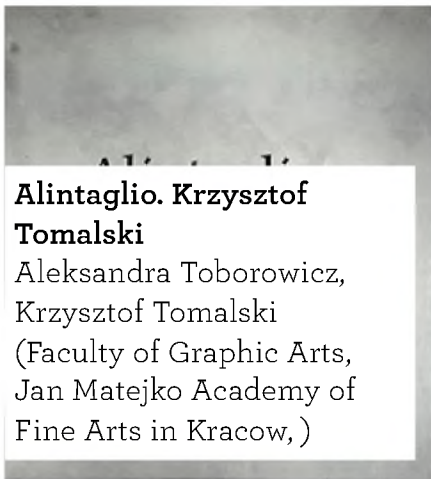 Alintaglio. Krzysztof
Tomalski
Aleksandra Toborowicz,
Krzysztof Tomalski
(Faculty of Graphic Arts,
Jan Matejko Academy of
Fine Arts in Kracow, )